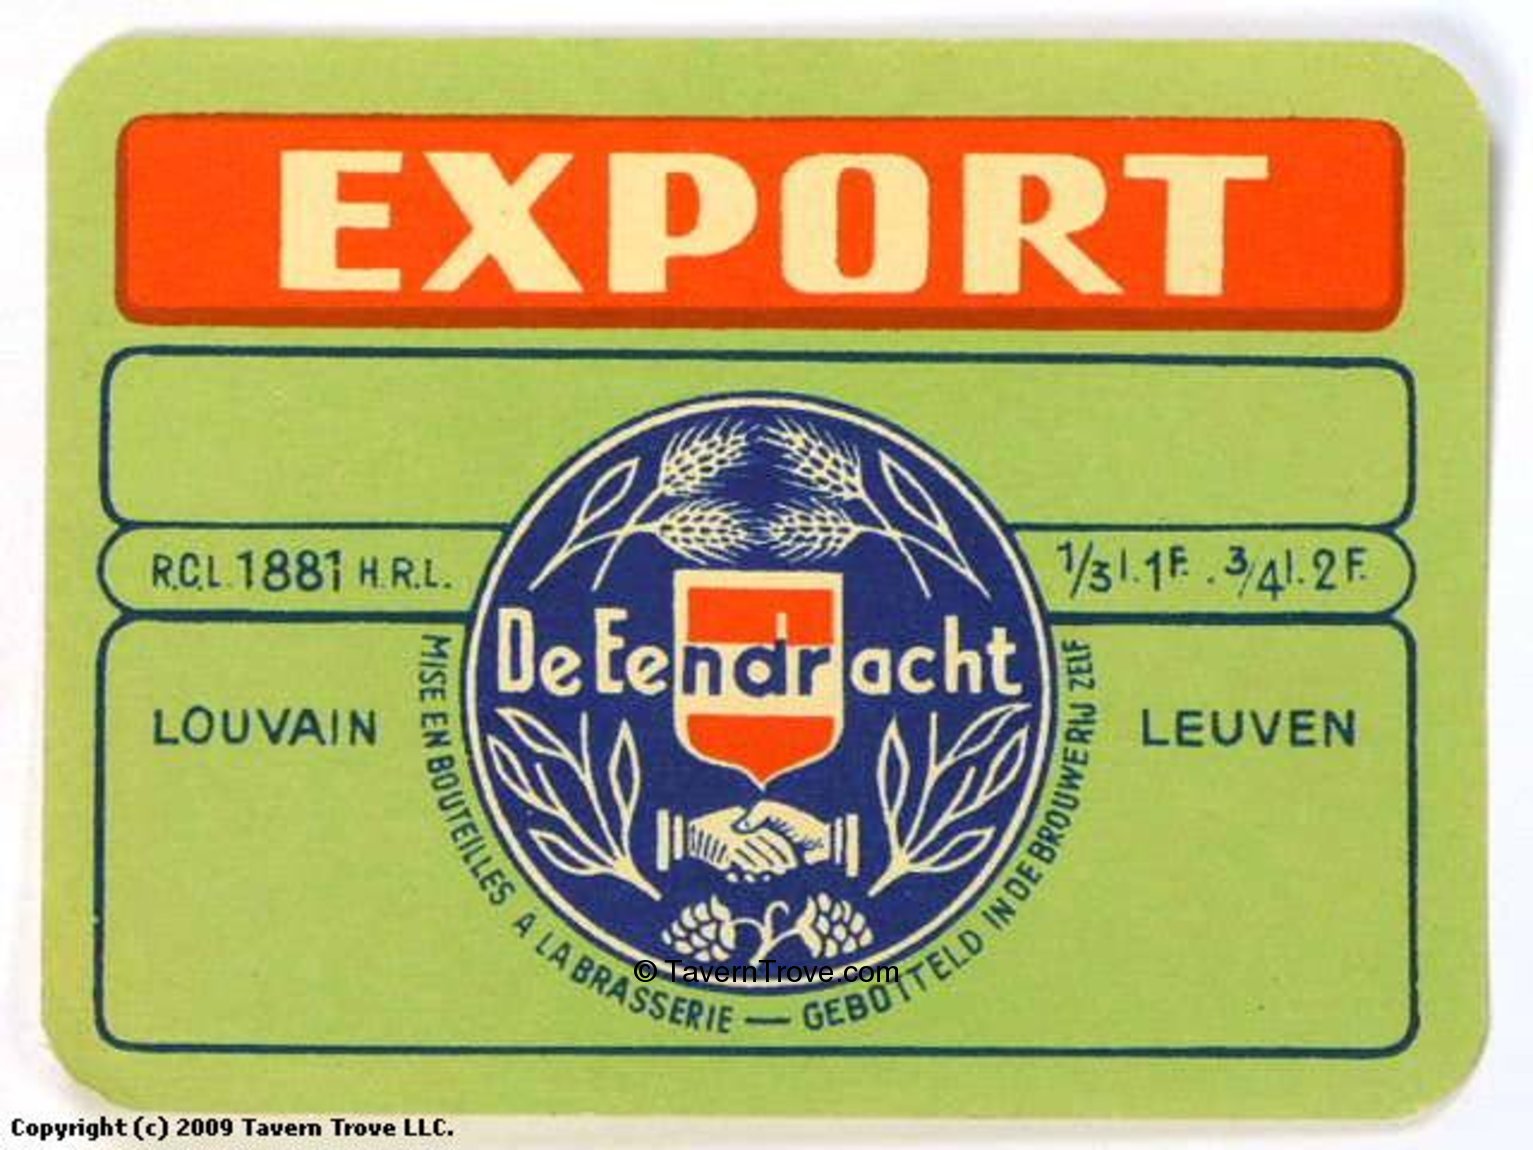 EXPORT
R.C.L. 1881 H.R.L.
1/3 l. 1 F. . 3/4 l. 2 F.
De Eendracht
LOUVAIN
LEUVEN
MISE EN BOUTEILLES A LA BRASSERIE — GEBOTTELD IN DE BROUWERIJ ZELF
© TavernTrove.com
Copyright (c) 2009 Tavern Trove LLC.